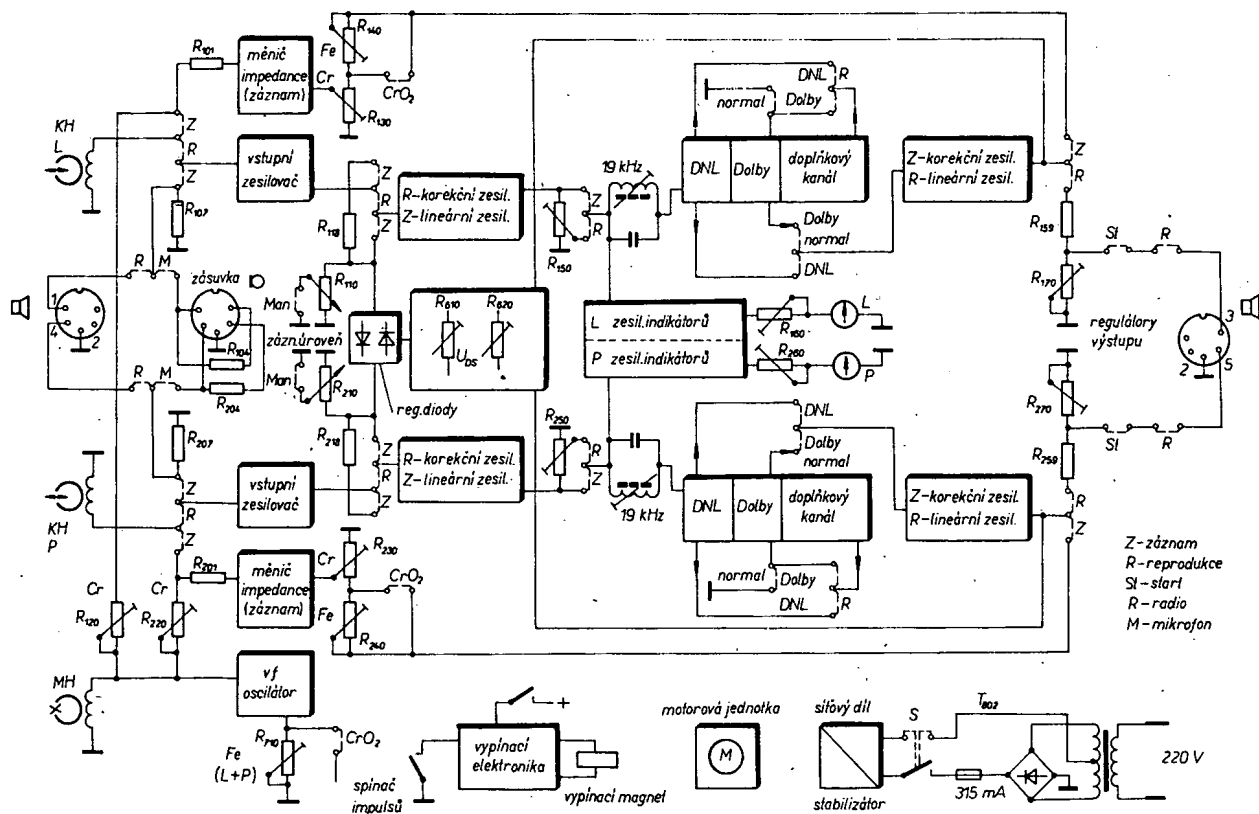 R140
Fe
R101
měnič
impedance
(záznam)
Cr
CrO2
R130
KH
L
Z
R
Z
vstupní
zesilovač
R107
Z
R
Z
R-korekční zesil.
Z-lineární zesil.
R118
R150
Z
R
19 kHz
DNL
R
normal
Dolby
DNL
Dolby
doplňkový
kanál
Dolby
normal
DNL
Z-korekční zesil.
R-lineární zesil.
Z
R
R159
St
R
R170
R
M
zásuvka
1
4
2
R104
R204
R
M
Man
R110
zázn.úroveň
Man
R210
reg.diody
R610
R620
UDS
L zesil.indikátorů
P zesil.indikátorů
R160
R260
L
P
regulátory
výstupu
3
2
5
R270
St
R
R259
R
Z
R207
KH
P
Z
R
Z
vstupní
zesilovač
R218
Z
R
Z
R-korekční zesil.
Z-lineární zesil.
R250
R
Z
19 kHz
DNL
Dolby
normal
DNL
Dolby
doplňkový
kanál
normal
Dolby
DNL
R
Z-korekční zesil.
R-lineární zesil.
R201
měnič
impedance
(záznam)
R230
Cr
CrO2
Fe
R240
Cr
R120
Cr
R220
Z-záznam
R-reprodukce
St-start
R-radio
M-mikrofon
MH
vf
oscilátor
R710
Fe
(L+P)
CrO2
spínač
impulsů
+
vypínací
elektronika
vypínací magnet
motorová jednotka
M
síťový díl
stabilizátor
S
T802
315 mA
220 V